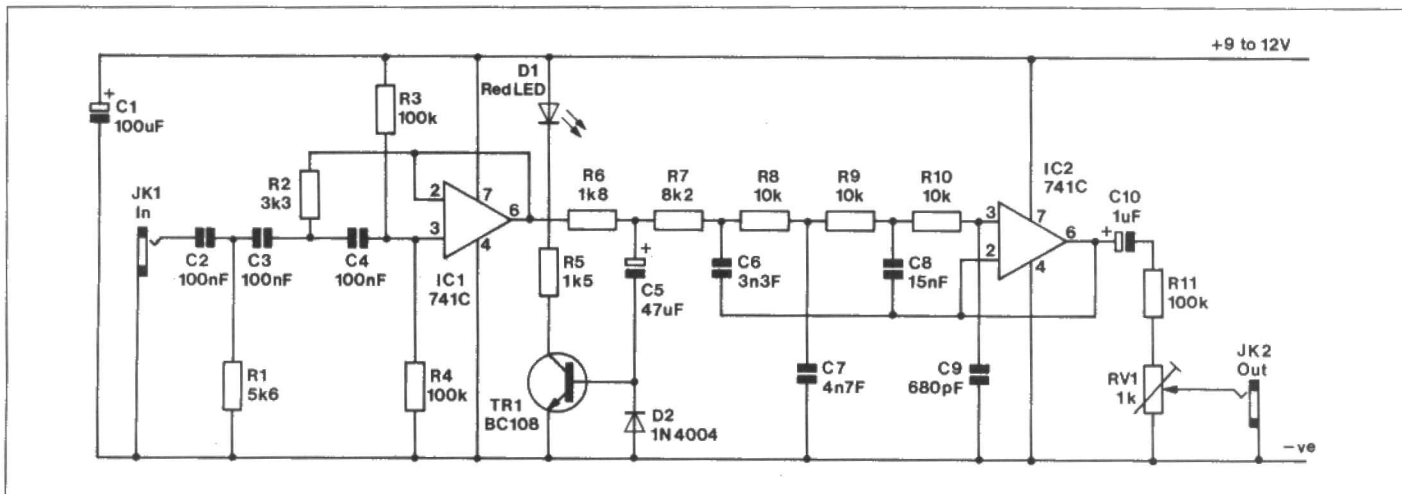 +9 to 12V
D1
Red LED
C1
100uF
+
R3
100k
R2
3k3
JK1
In
C2
100nF
C3
100nF
C4
100nF
2
3
7
6
4
IC1
741C
R1
5k6
R4
100k
R5
1k5
TR1
BC108
R6
1k8
+
C5
47uF
D2
1N4004
R7
8k2
R8
10k
R9
10k
R10
10k
C6
3n3F
C7
4n7F
C8
15nF
C9
680pF
IC2
741C
3
2
7
6
4
C10
1uF
+
R11
100k
RV1
1k
JK2
Out
-ve